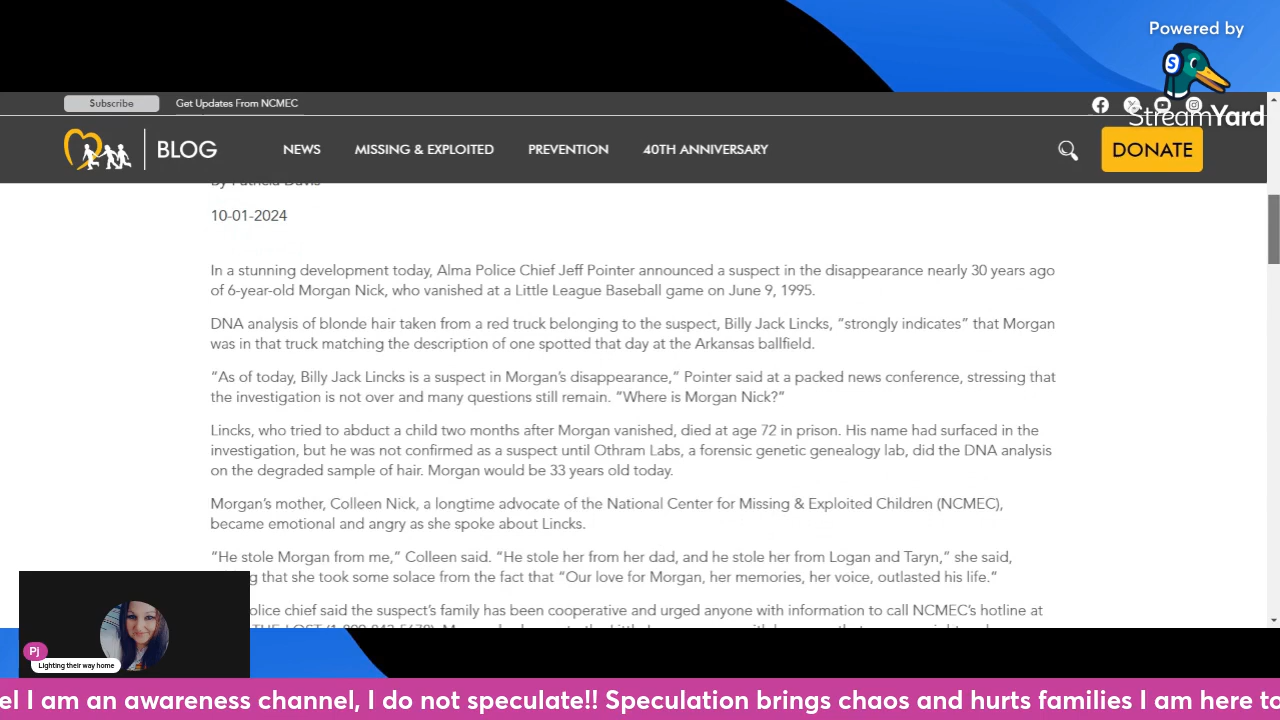 Powered by
StreamYard
Subscribe
Get Updates From NCMEC
BLOG
NEWS
MISSING & EXPLOITED
PREVENTION
40TH ANNIVERSARY
DONATE
By Patricia Davis
10-01-2024
In a stunning development today, Alma Police Chief Jeff Pointer announced a suspect in the disappearance nearly 30 years ago
of 6-year-old Morgan Nick, who vanished at a Little League Baseball game on June 9, 1995.
DNA analysis of blonde hair taken from a red truck belonging to the suspect, Billy Jack Lincks, “strongly indicates” that Morgan
was in that truck matching the description of one spotted that day at the Arkansas ballfield.
“As of today, Billy Jack Lincks is a suspect in Morgan’s disappearance,“ Pointer said at a packed news conference, stressing that
the investigation is not over and many questions still remain. “Where is Morgan Nick?”
Lincks, who tried to abduct a child two months after Morgan vanished, died at age 72 in prison. His name had surfaced in the
investigation, but he was not confirmed as a suspect until Othram Labs, a forensic genetic genealogy lab, did the DNA analysis
on the degraded sample of hair. Morgan would be 33 years old today.
Morgan’s mother, Colleen Nick, a longtime advocate of the National Center for Missing & Exploited Children (NCMEC),
became emotional and angry as she spoke about Lincks.
“He stole Morgan from me,” Colleen said. “He stole her from her dad, and he stole her from Logan and Taryn,“ she said,
that she took some solace from the fact that “Our love for Morgan, her memories, her voice, outlasted his life.”
police chief said the suspect’s family has been cooperative and urged anyone with information to call NCMEC’s hotline at
Pj
Lighting their way home
el I am an awareness channel, I do not speculate!! Speculation brings chaos and hurts families I am here to